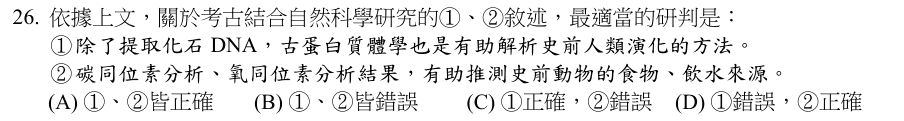 26. 依據上文，關於考古結合自然科學研究的①、②敘述，最適當的研判是：
①除了提取化石 DNA，古蛋白質體學也是有助解析史前人類演化的方法。
②碳同位素分析、氧同位素分析結果，有助推測史前動物的食物、飲水來源。
(A) ①、②皆正確 (B) ①、②皆錯誤 (C) ①正確，②錯誤 (D) ①錯誤，②正確